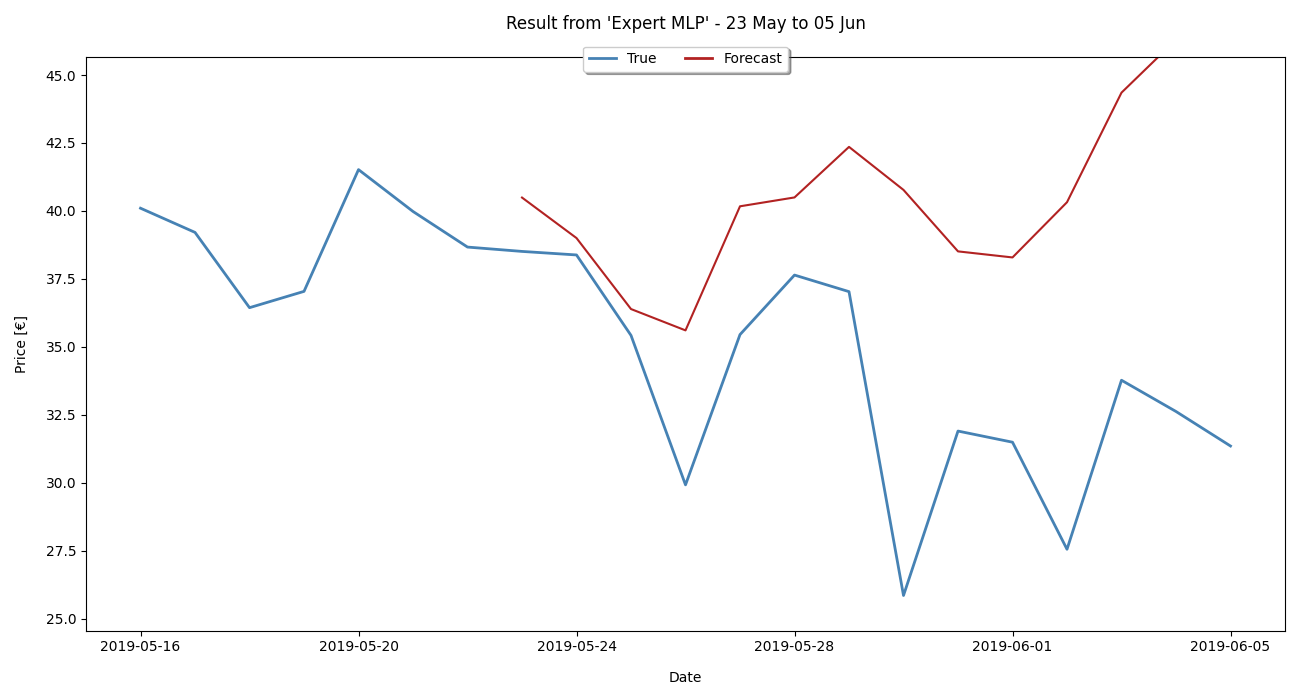 Result from 'Expert MLP' - 23 May to 05 Jun
True Forecast
45.0
42.5
40.0
37.5
35.0
32.5
30.0
27.5
25.0
Price [€]
2019-05-16 2019-05-20 2019-05-24 2019-05-28 2019-06-01 2019-06-05
Date